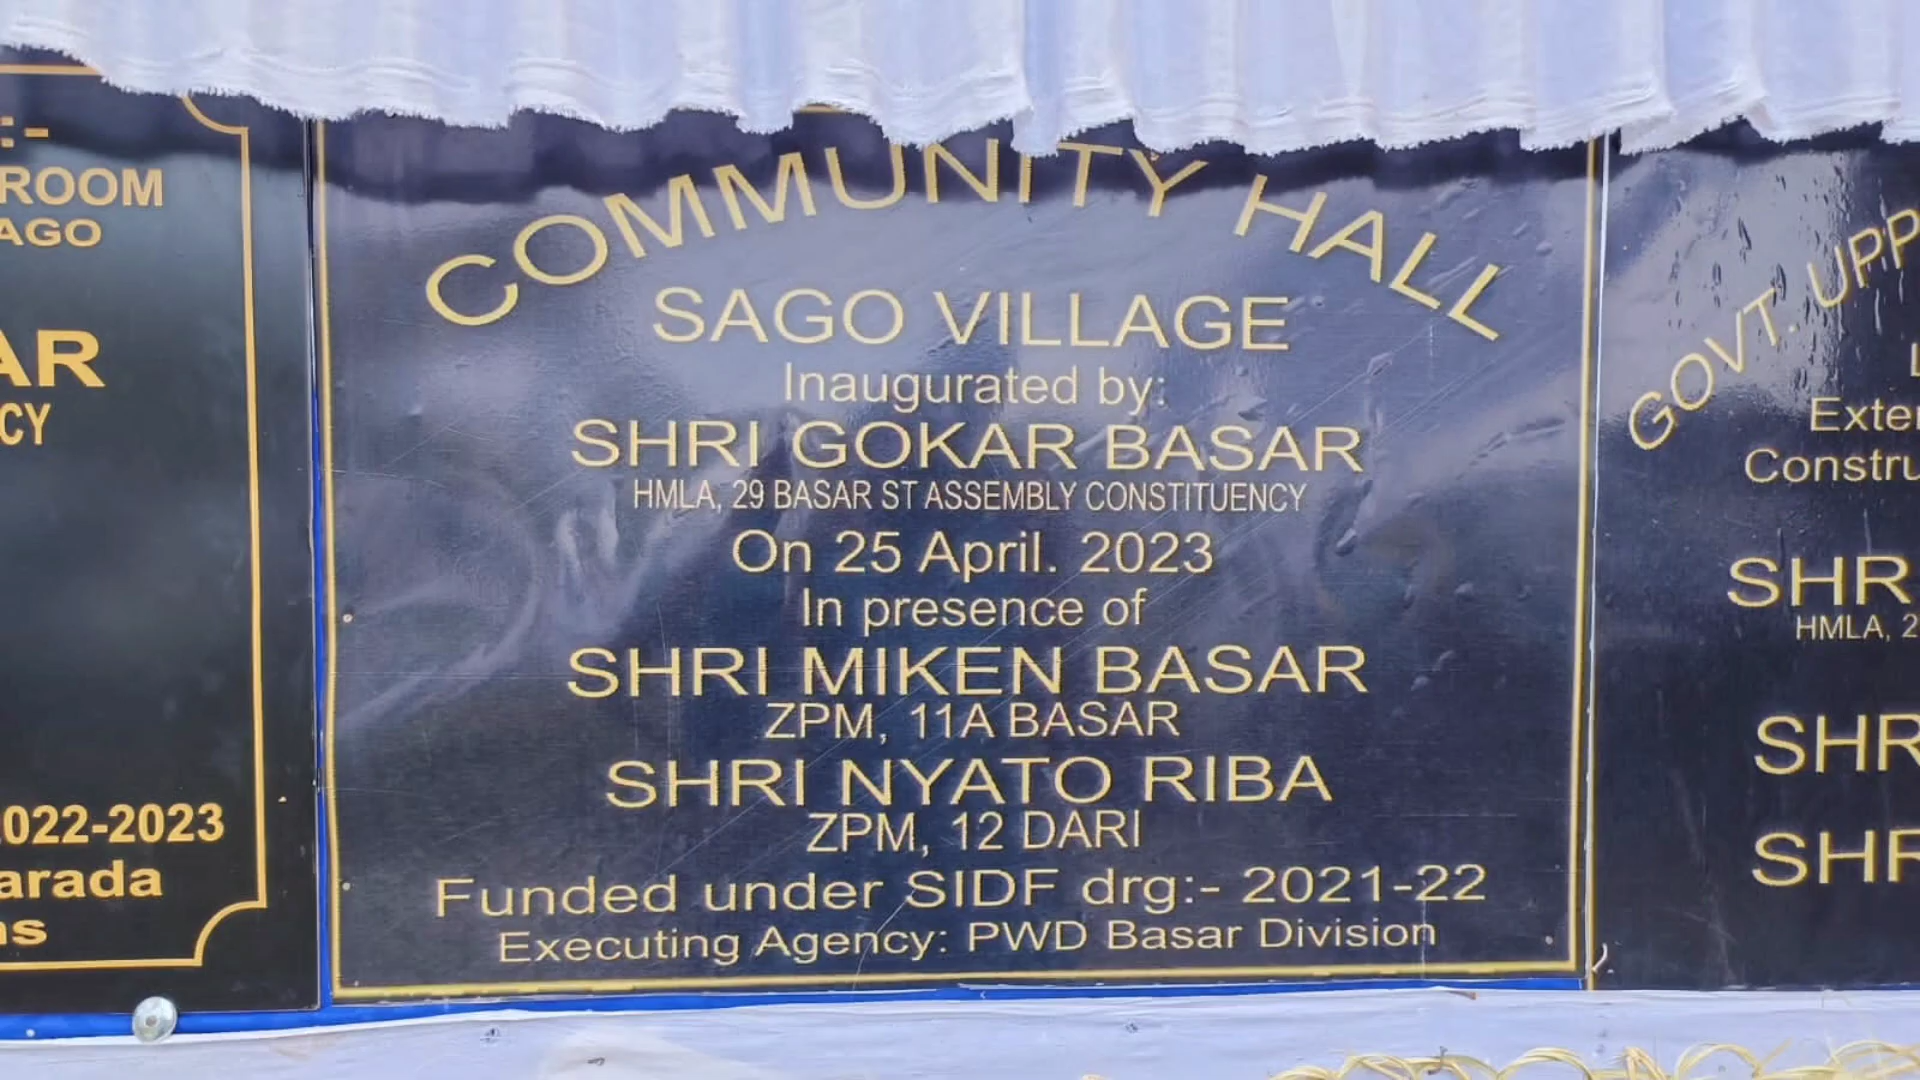 :-
ROOM
AGO
AR
CY
2022-2023
arada
ns
COMMUNITY HALL
SAGO VILLAGE
Inaugurated by:
SHRI GOKAR BASAR
HMLA, 29 BASAR ST ASSEMBLY CONSTITUENCY
On 25 April. 2023
In presence of
SHRI MIKEN BASAR
ZPM, 11A BASAR
SHRI NYATO RIBA
ZPM, 12 DARI
Funded under SIDF drg:- 2021-22
Executing Agency: PWD Basar Division
GOVT. UPP
L
Exter
Constru
SHR
HMLA, 2
SHR
SHR